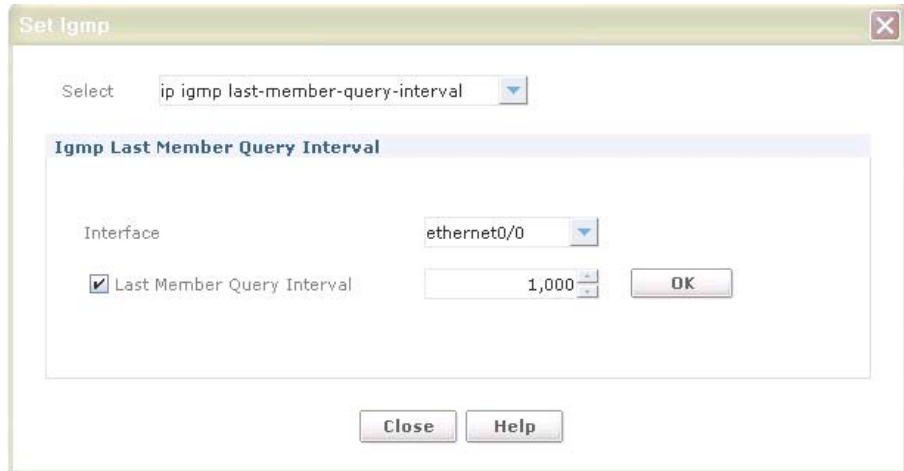 Set Igmp
Select ip igmp last-member-query-interval
Igmp Last Member Query Interval
Interface ethernet0/0
Last Member Query Interval 1,000 OK
Close Help